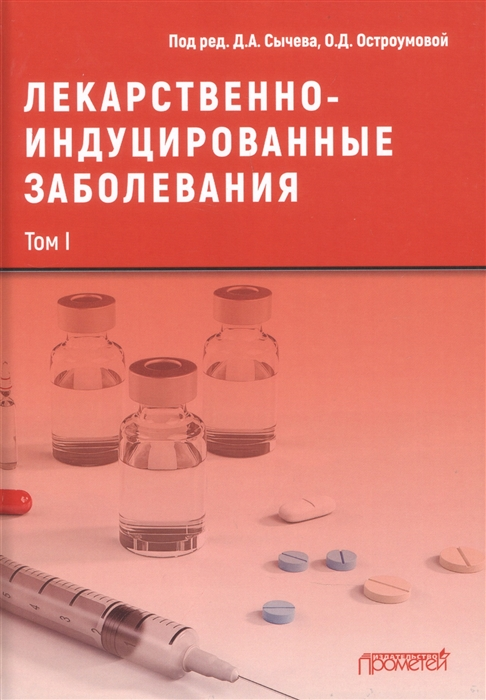 Под ред. Д.А. Сычева, О.Д. Остроумовой
ЛЕКАРСТВЕННО-
ИНДУЦИРОВАННЫЕ
ЗАБОЛЕВАНИЯ
Том I
ИЗДАТЕЛЬСТВО
Прометей